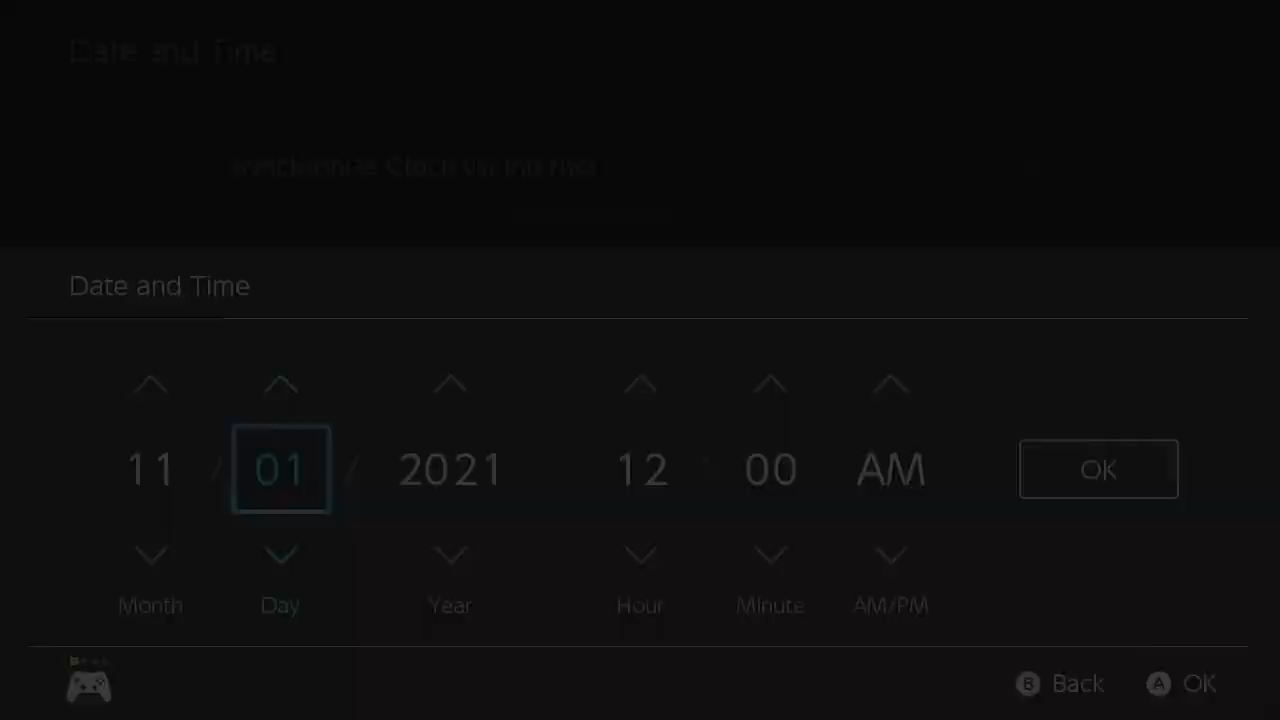 Date and Time
Synchronize Clock via Internet
Date and Time
11 / 01 / 2021 12 : 00 AM OK
Month Day Year Hour Minute AM/PM
B Back A OK